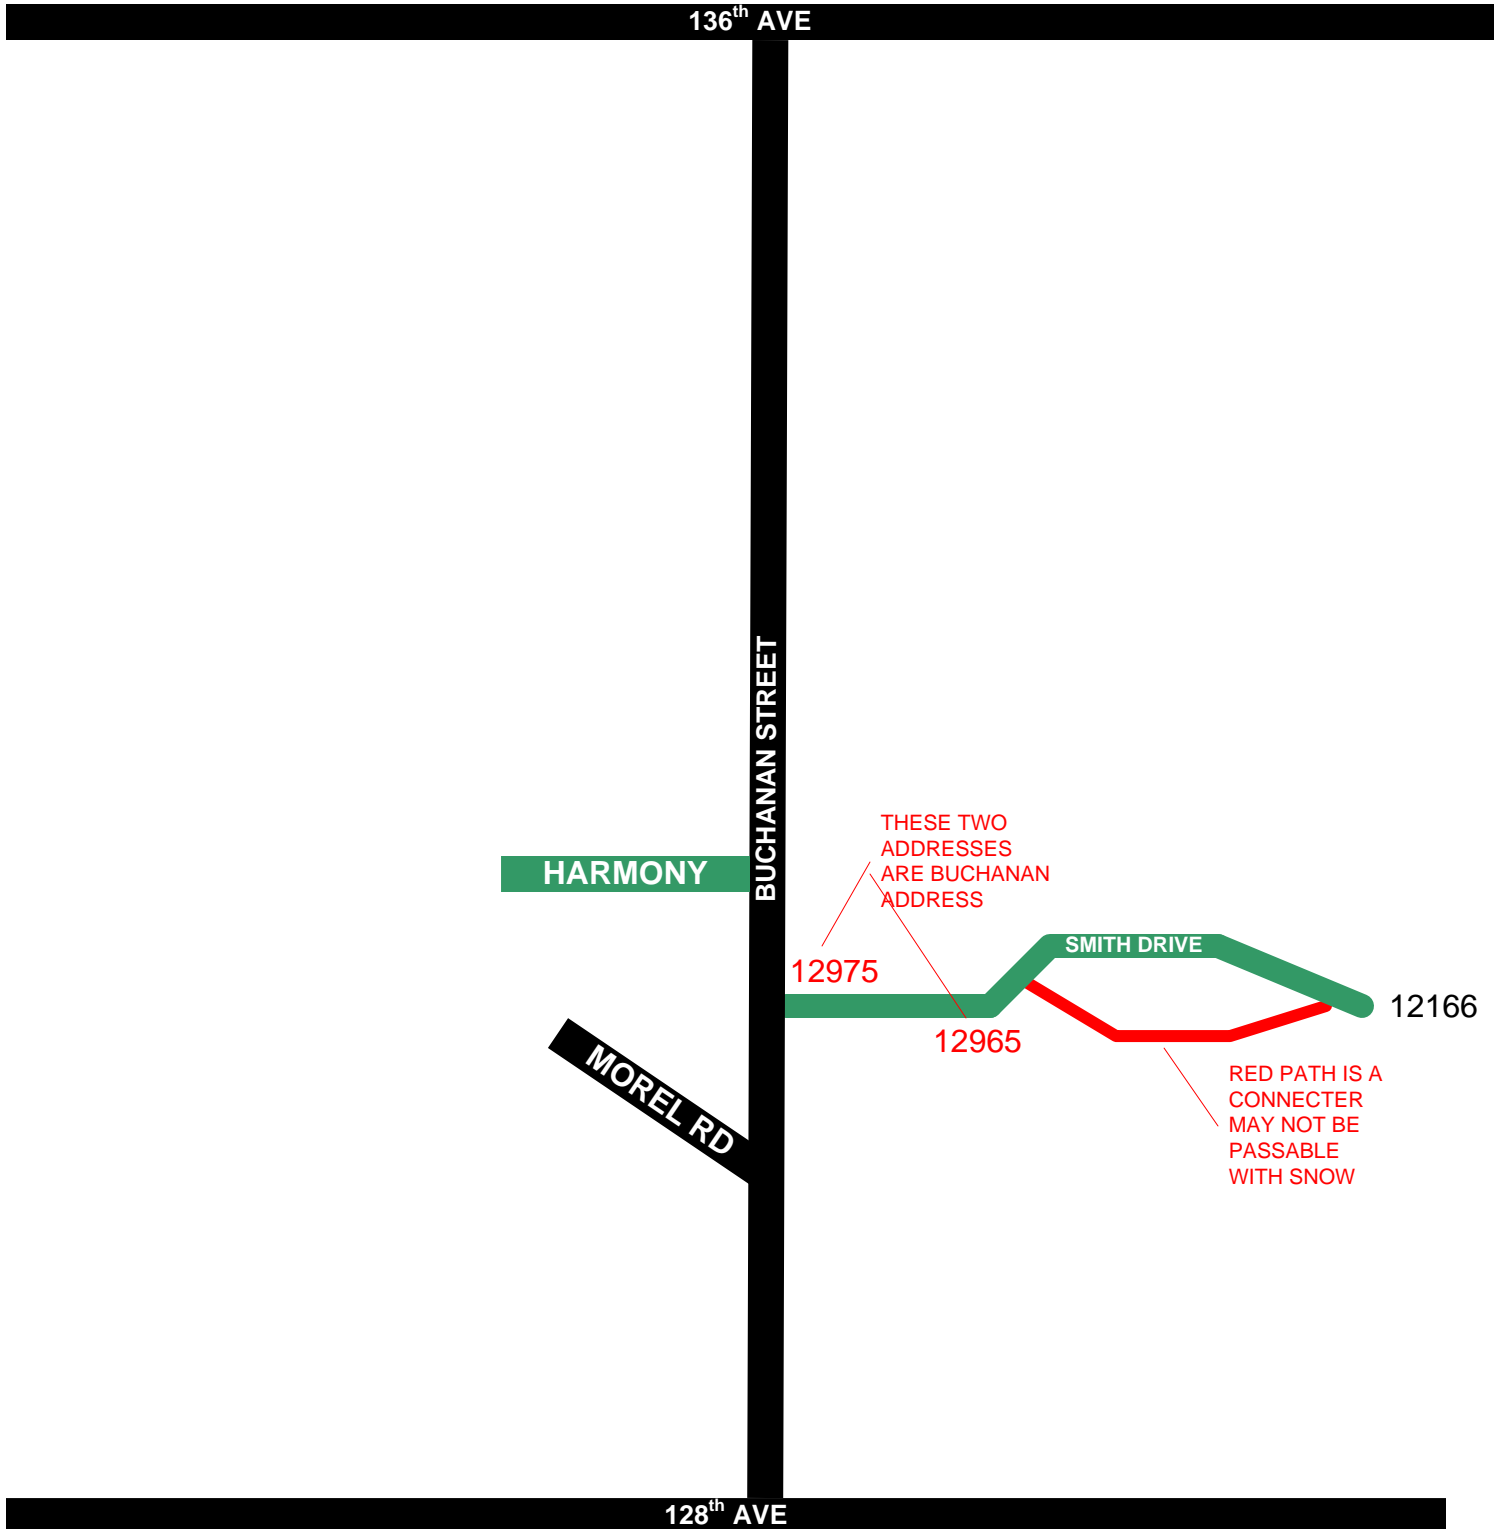 136th AVE
BUCHANAN STREET
THESE TWO
ADDRESSES
ARE BUCHANAN
ADDRESS
HARMONY
SMITH DRIVE
12975
12166
12965
MOREL RD
RED PATH IS A
CONNECTER
MAY NOT BE
PASSABLE
WITH SNOW
128th AVE